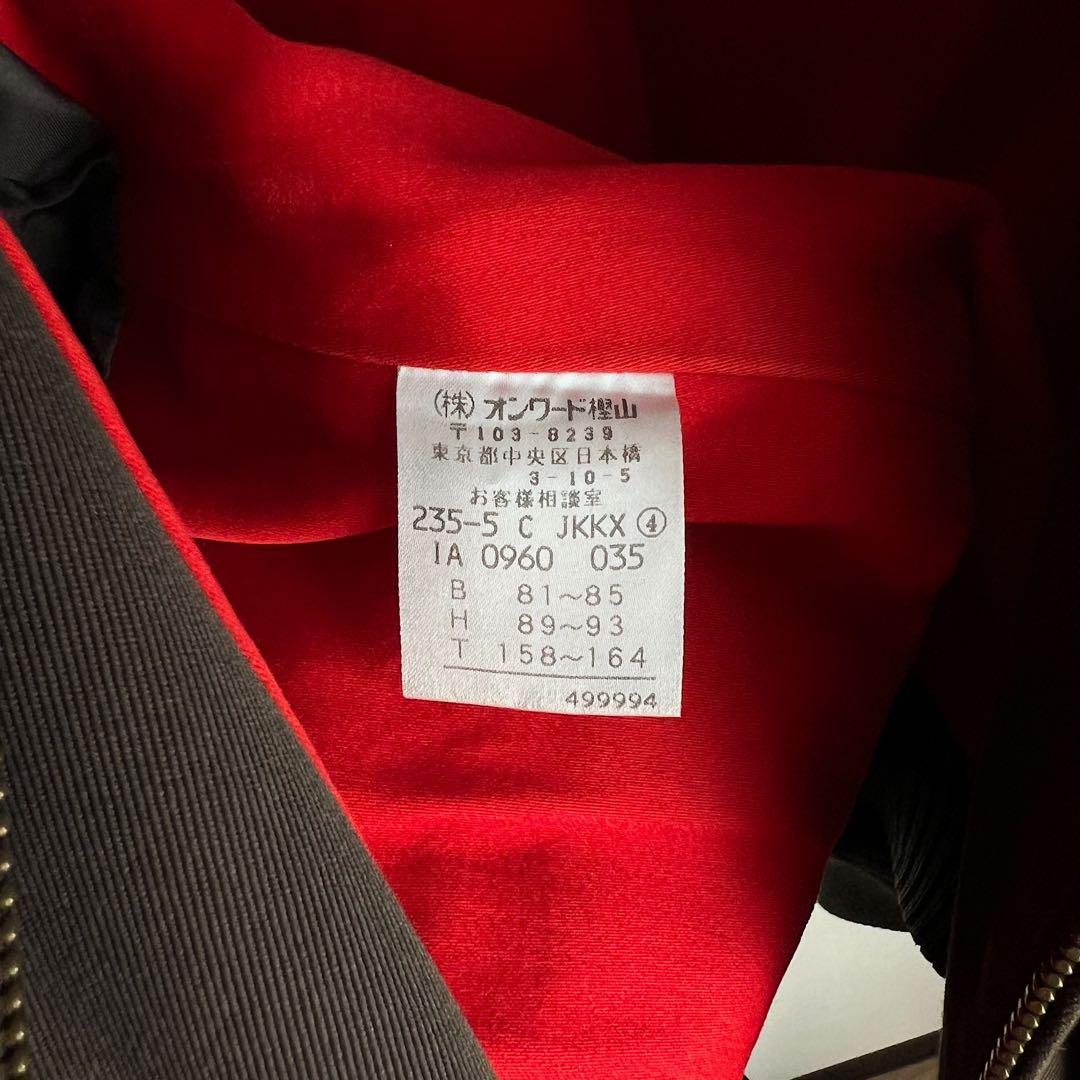 (株)オンワード樫山
〒103-8239
東京都中央区日本橋
3-10-5
お客様相談室
235-5 C JKKX ④
IA 0960 035
B 81~85
H 89~93
T 158~164
499994